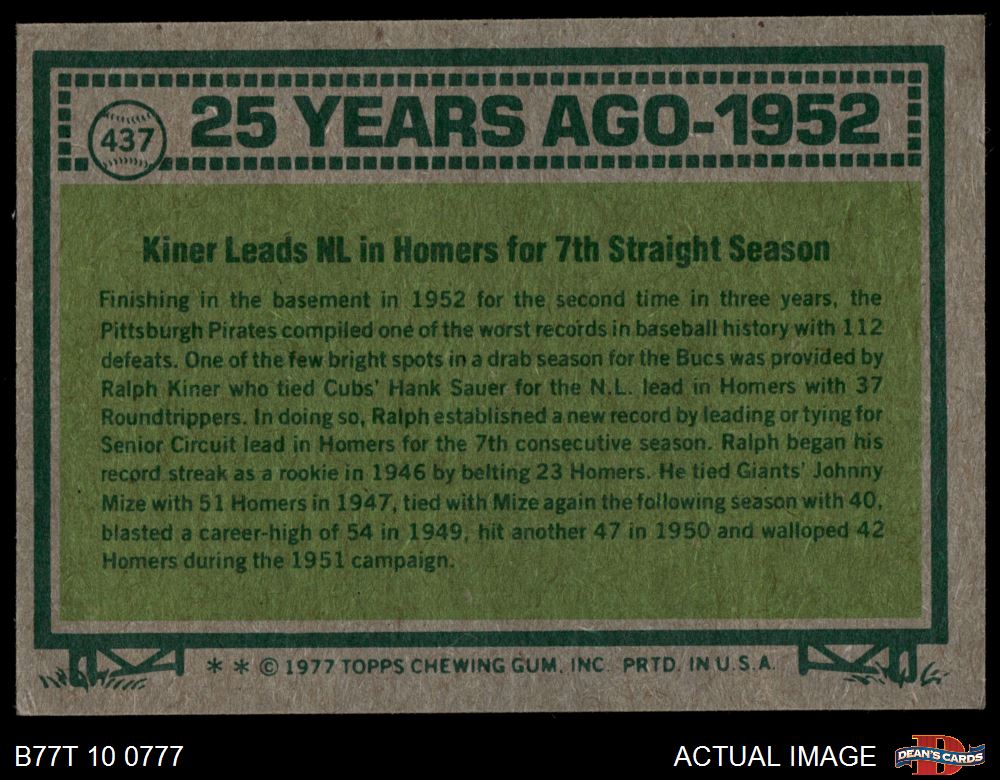 437
25 YEARS AGO-1952
Kiner Leads NL in Homers for 7th Straight Season
Finishing in the basement in 1952 for the second time in three years, the
Pittsburgh Pirates compiled one of the worst records in baseball history with 112
defeats. One of the few bright spots in a drab season for the Bucs was provided by
Ralph Kiner who tied Cubs' Hank Sauer for the N.L. lead in Homers with 37
Roundtrippers. In doing so, Ralph established a new record by leading or tying for
Senior Circuit lead in Homers for the 7th consecutive season. Ralph began his
record streak as a rookie in 1946 by belting 23 Homers. He tied Giants' Johnny
Mize with 51 Homers in 1947, tied with Mize again the following season with 40,
blasted a career-high of 54 in 1949, hit another 47 in 1950 and walloped 42
Homers during the 1951 campaign.
* * © 1977 TOPPS CHEWING GUM, INC. PRTD. IN U.S.A.
B77T 10 0777
ACTUAL IMAGE
D
DEAN'S CARDS